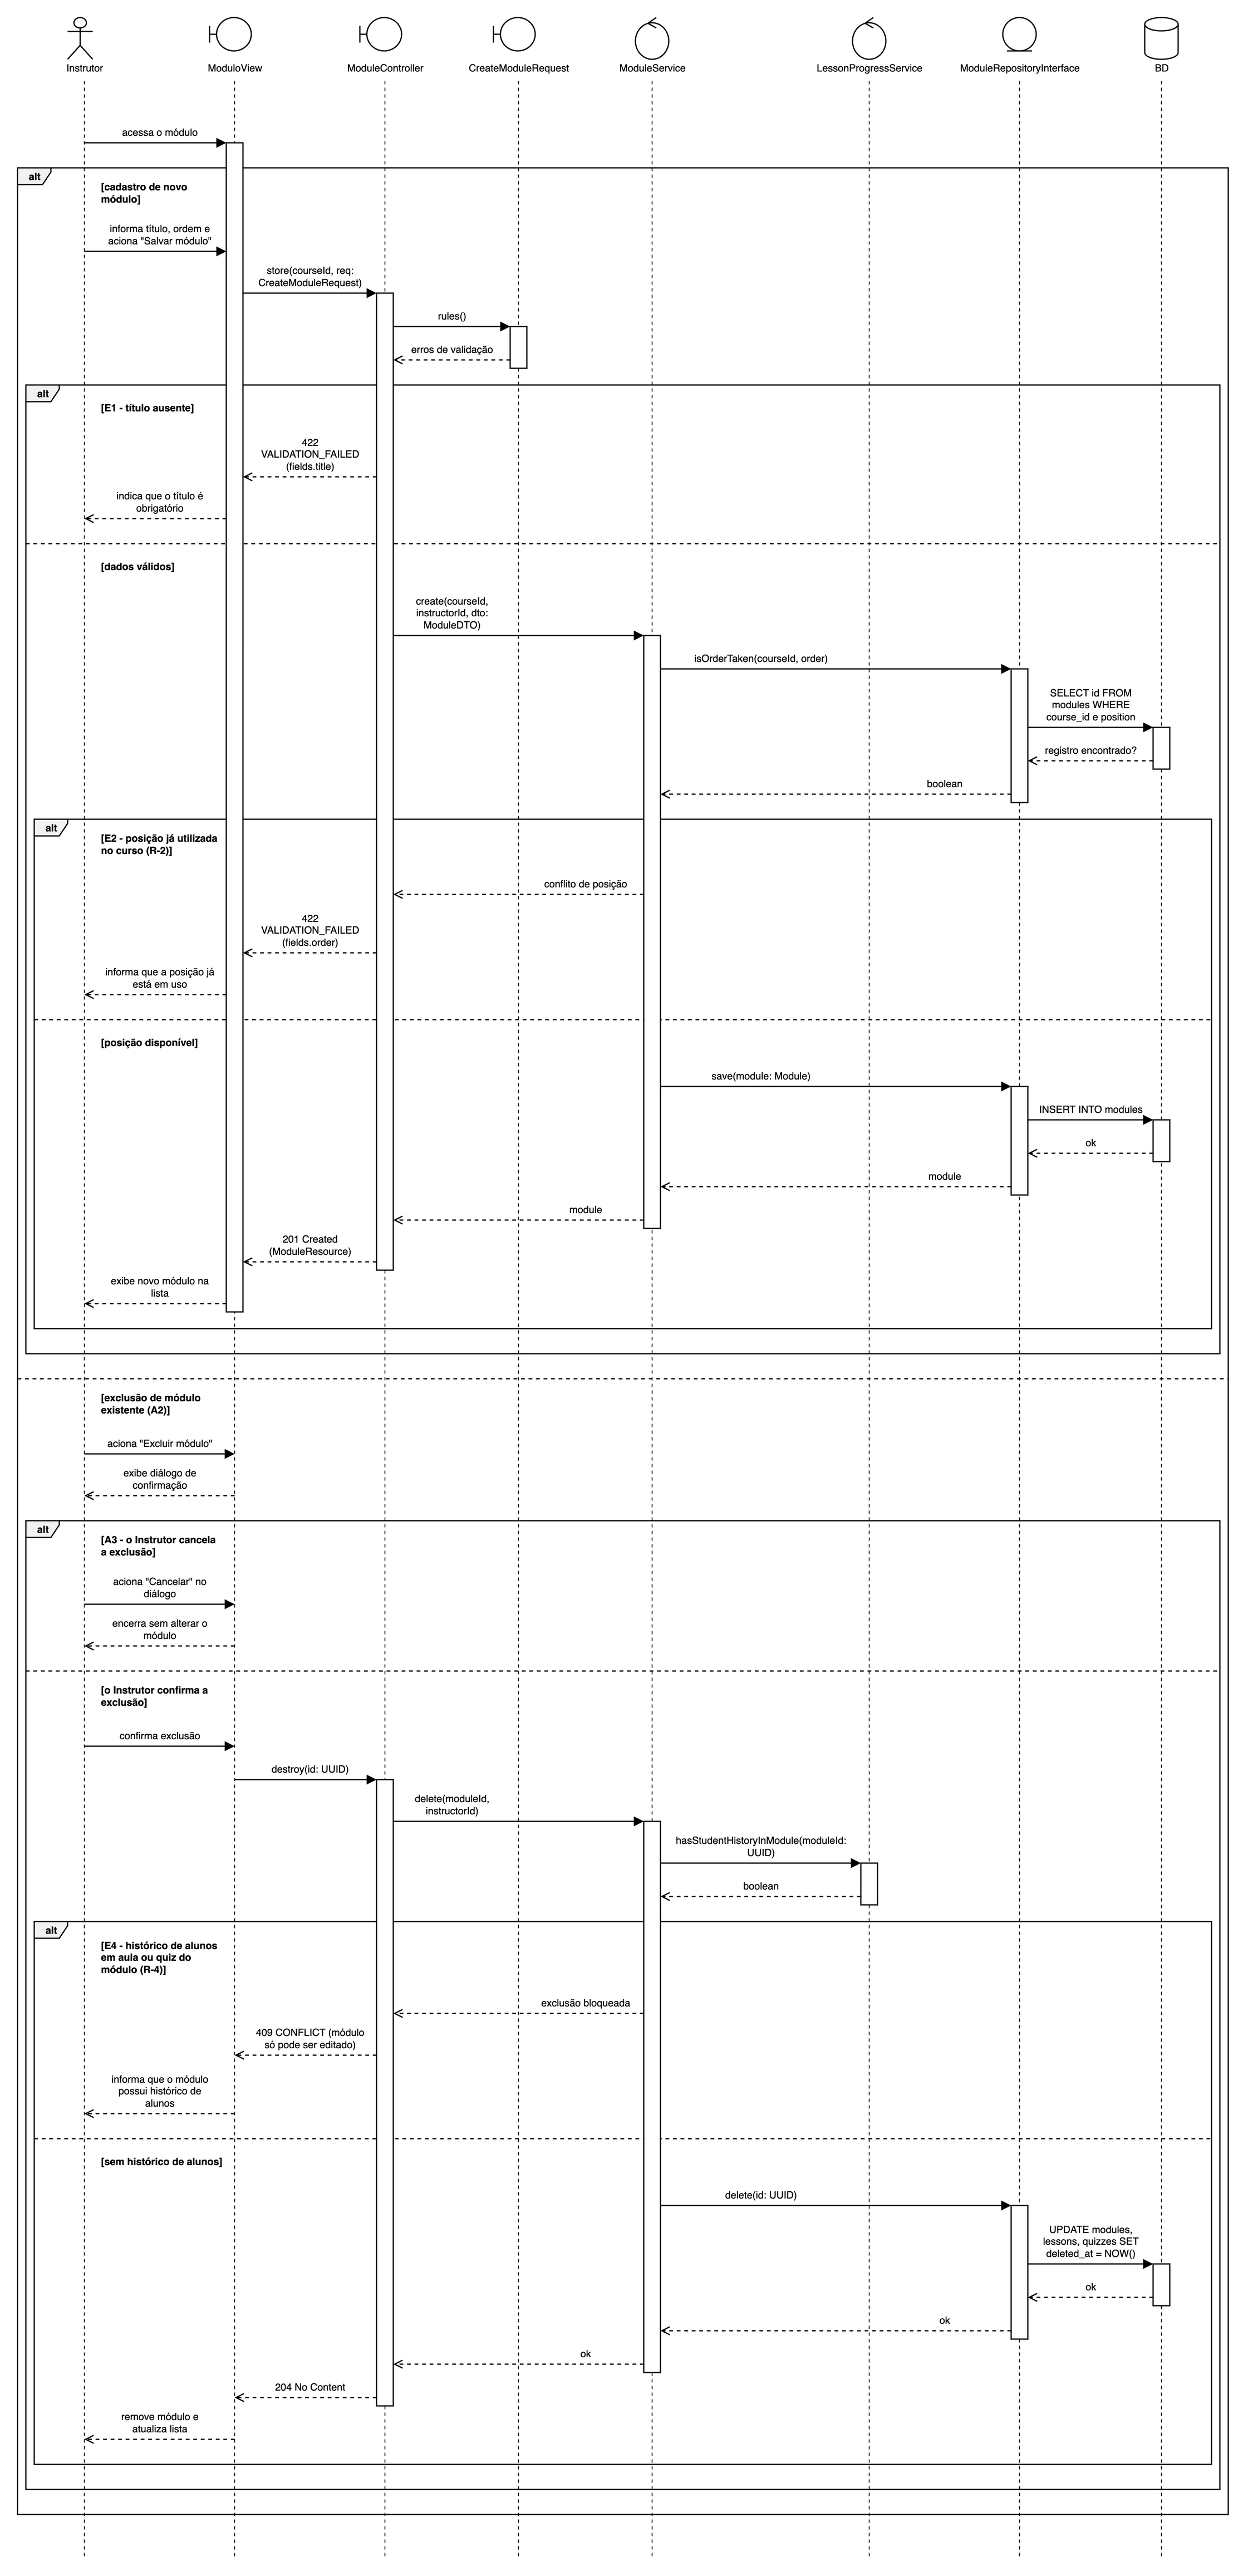 Instrutor
ModuloView
ModuleController
CreateModuleRequest
ModuleService
LessonProgressService
ModuleRepositoryInterface
BD
acessa o módulo
alt
[cadastro de novo
módulo]
informa título, ordem e
aciona "Salvar módulo"
store(courseId, req:
CreateModuleRequest)
rules()
erros de validação
alt
[E1 - título ausente]
422
VALIDATION_FAILED
(fields.title)
indica que o título é
obrigatório
[dados válidos]
create(courseId,
instructorId, dto:
ModuleDTO)
isOrderTaken(courseId, order)
SELECT id FROM
modules WHERE
course_id e position
registro encontrado?
boolean
alt
[E2 - posição já utilizada
no curso (R-2)]
conflito de posição
422
VALIDATION_FAILED
(fields.order)
informa que a posição já
está em uso
[posição disponível]
save(module: Module)
INSERT INTO modules
ok
module
module
201 Created
(ModuleResource)
exibe novo módulo na
lista
[exclusão de módulo
existente (A2)]
aciona "Excluir módulo"
exibe diálogo de
confirmação
alt
[A3 - o Instrutor cancela
a exclusão]
aciona "Cancelar" no
diálogo
encerra sem alterar o
módulo
[o Instrutor confirma a
exclusão]
confirma exclusão
destroy(id: UUID)
delete(moduleId,
instructorId)
hasStudentHistoryInModule(moduleId:
UUID)
boolean
alt
[E4 - histórico de alunos
em aula ou quiz do
módulo (R-4)]
exclusão bloqueada
409 CONFLICT (módulo
só pode ser editado)
informa que o módulo
possui histórico de
alunos
[sem histórico de alunos]
delete(id: UUID)
UPDATE modules,
lessons, quizzes SET
deleted_at = NOW()
ok
ok
ok
204 No Content
remove módulo e
atualiza lista